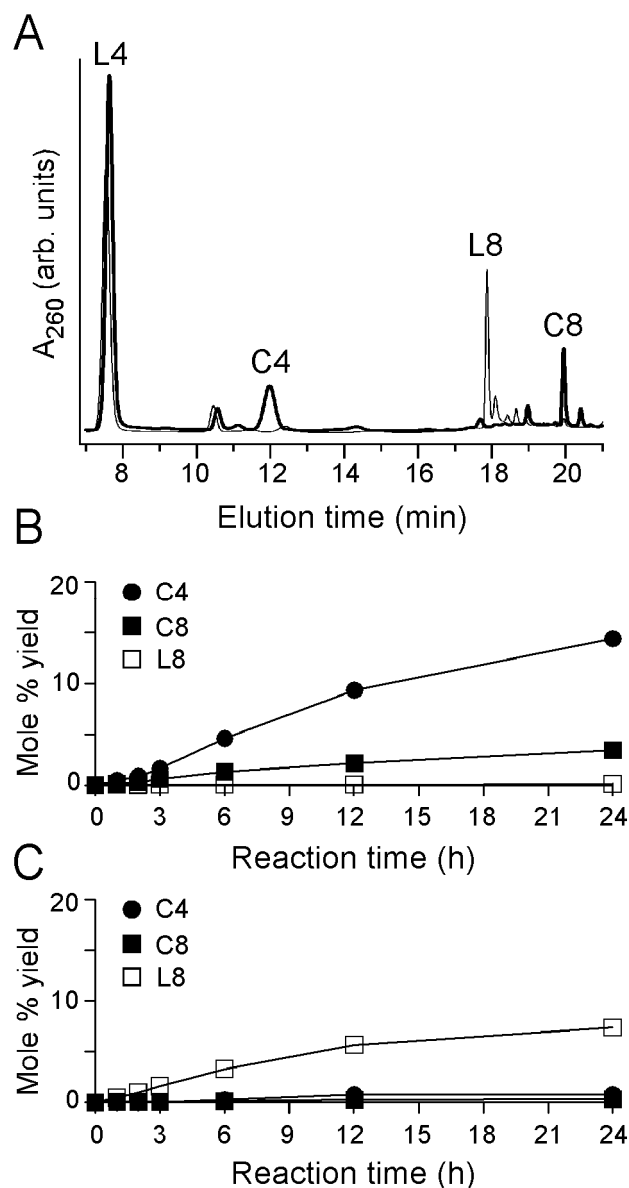 A
L4
C4
L8
C8
A260 (arb. units)
8 10 12 14 16 18 20
Elution time (min)
B
C4
C8
L8
20
10
0
Mole % yield
0 3 6 9 12 15 18 21 24
Reaction time (h)
C
C4
C8
L8
20
10
0
Mole % yield
0 3 6 9 12 15 18 21 24
Reaction time (h)